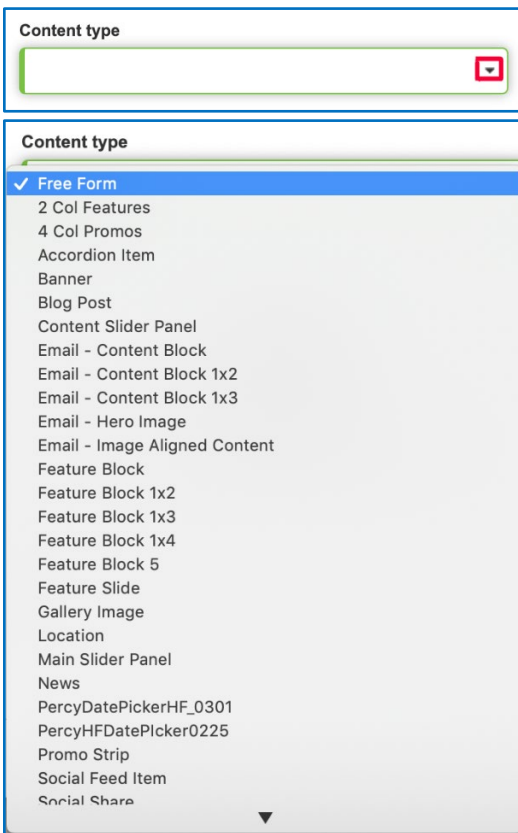 Content type
Content type
✓ Free Form
2 Col Features
4 Col Promos
Accordion Item
Banner
Blog Post
Content Slider Panel
Email - Content Block
Email - Content Block 1x2
Email - Content Block 1x3
Email - Hero Image
Email - Image Aligned Content
Feature Block
Feature Block 1x2
Feature Block 1x3
Feature Block 1x4
Feature Block 5
Feature Slide
Gallery Image
Location
Main Slider Panel
News
PercyDatePickerHF_0301
PercyHFDatePIcker0225
Promo Strip
Social Feed Item
Social Share